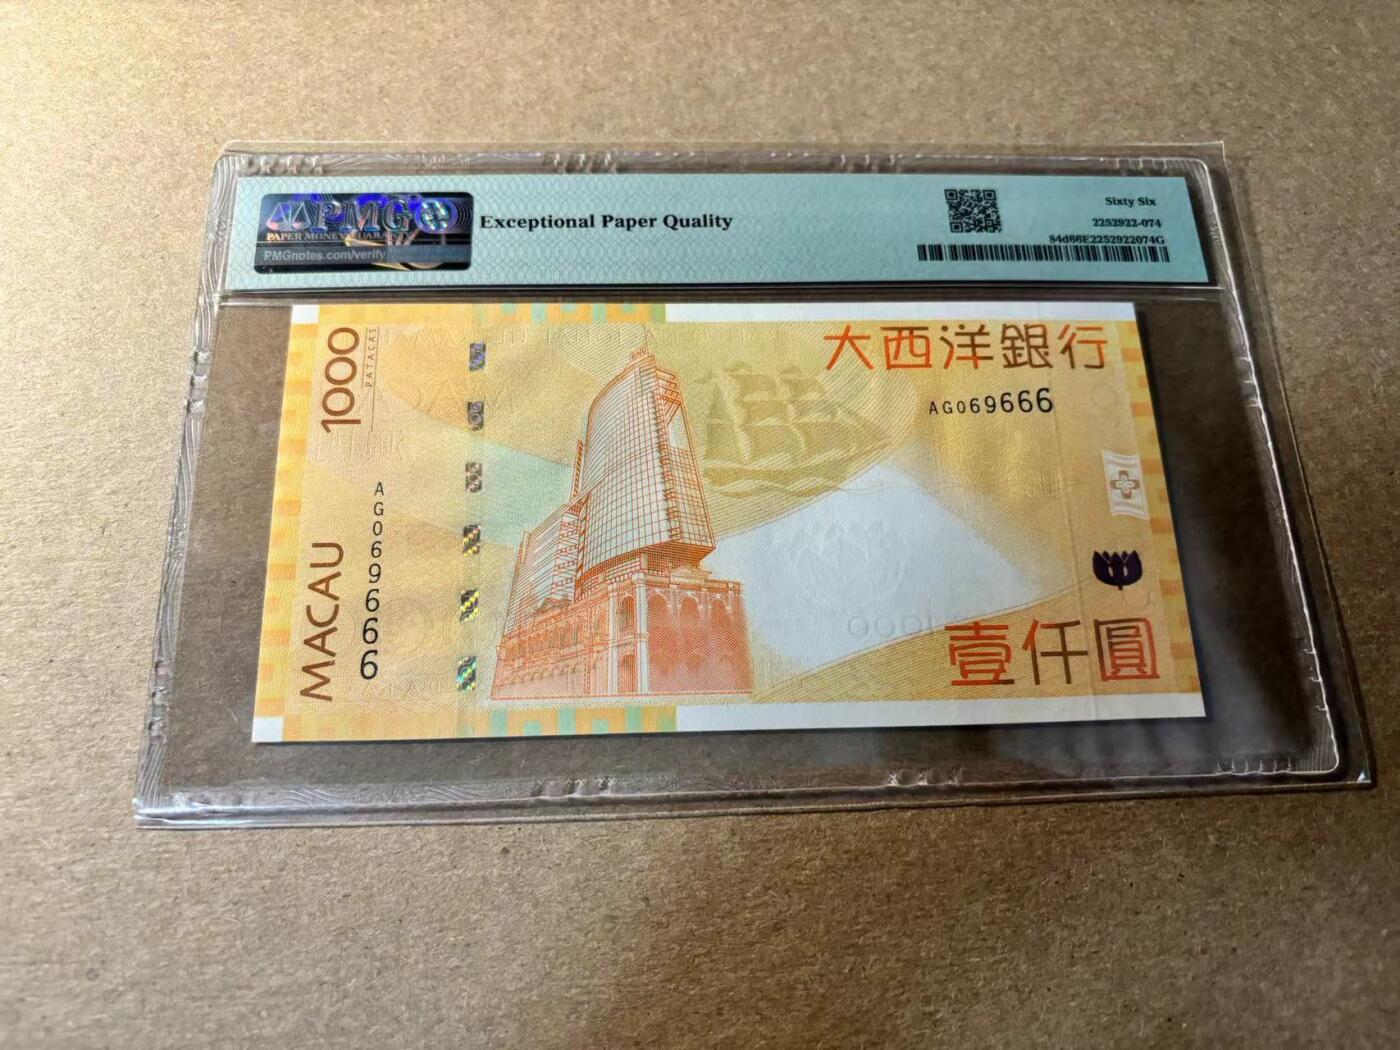 PMG
PAPER MONEY GUARANTY
PMGnotes.com/verify
Exceptional Paper Quality
Sixty Six
2252922-074
84d66E2252922074G
1000
PATACAS
大西洋銀行
AG069666
AG069666
MACAU
1000
壹仟圓